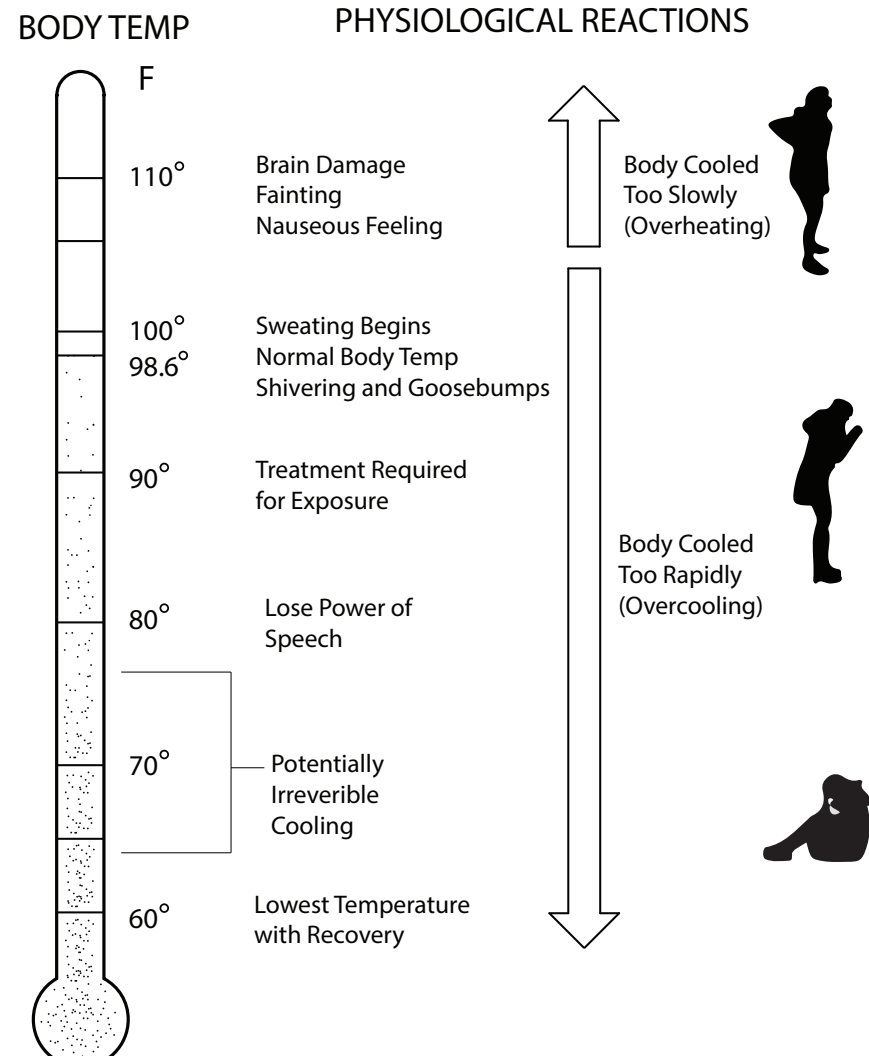 BODY TEMP
PHYSIOLOGICAL REACTIONS
F
110°
Brain Damage
Fainting
Nauseous Feeling
Body Cooled
Too Slowly
(Overheating)
100°
98.6°
Sweating Begins
Normal Body Temp
Shivering and Goosebumps
90°
Treatment Required
for Exposure
Body Cooled
Too Rapidly
(Overcooling)
80°
Lose Power of
Speech
70°
Potentially
Irreverible
Cooling
60°
Lowest Temperature
with Recovery